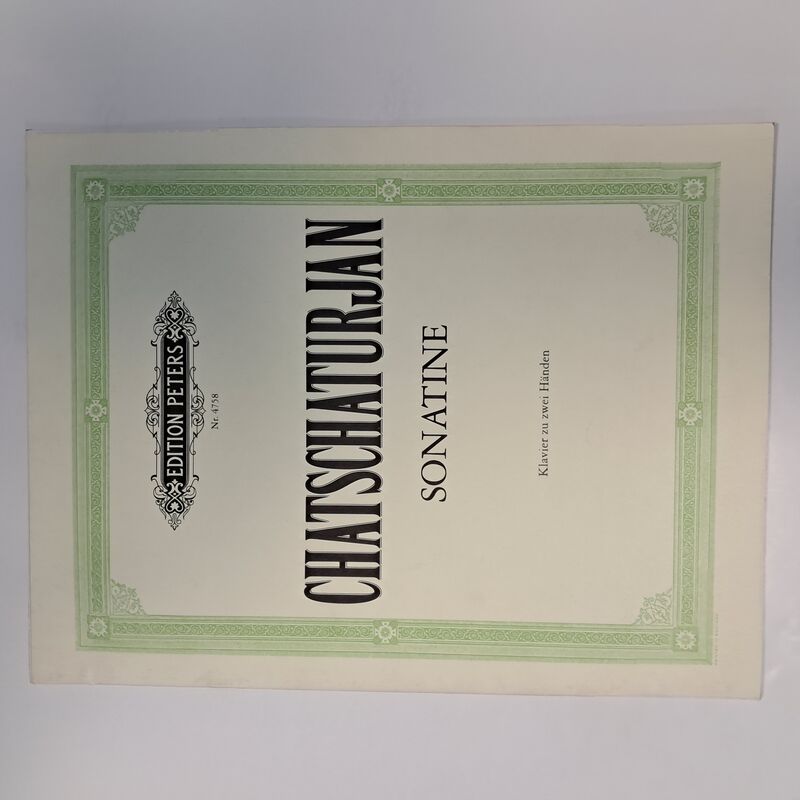 EDITION PETERS
Nr. 4758
CHATSCHATURJAN
SONATINE
Klavier zu zwei Händen